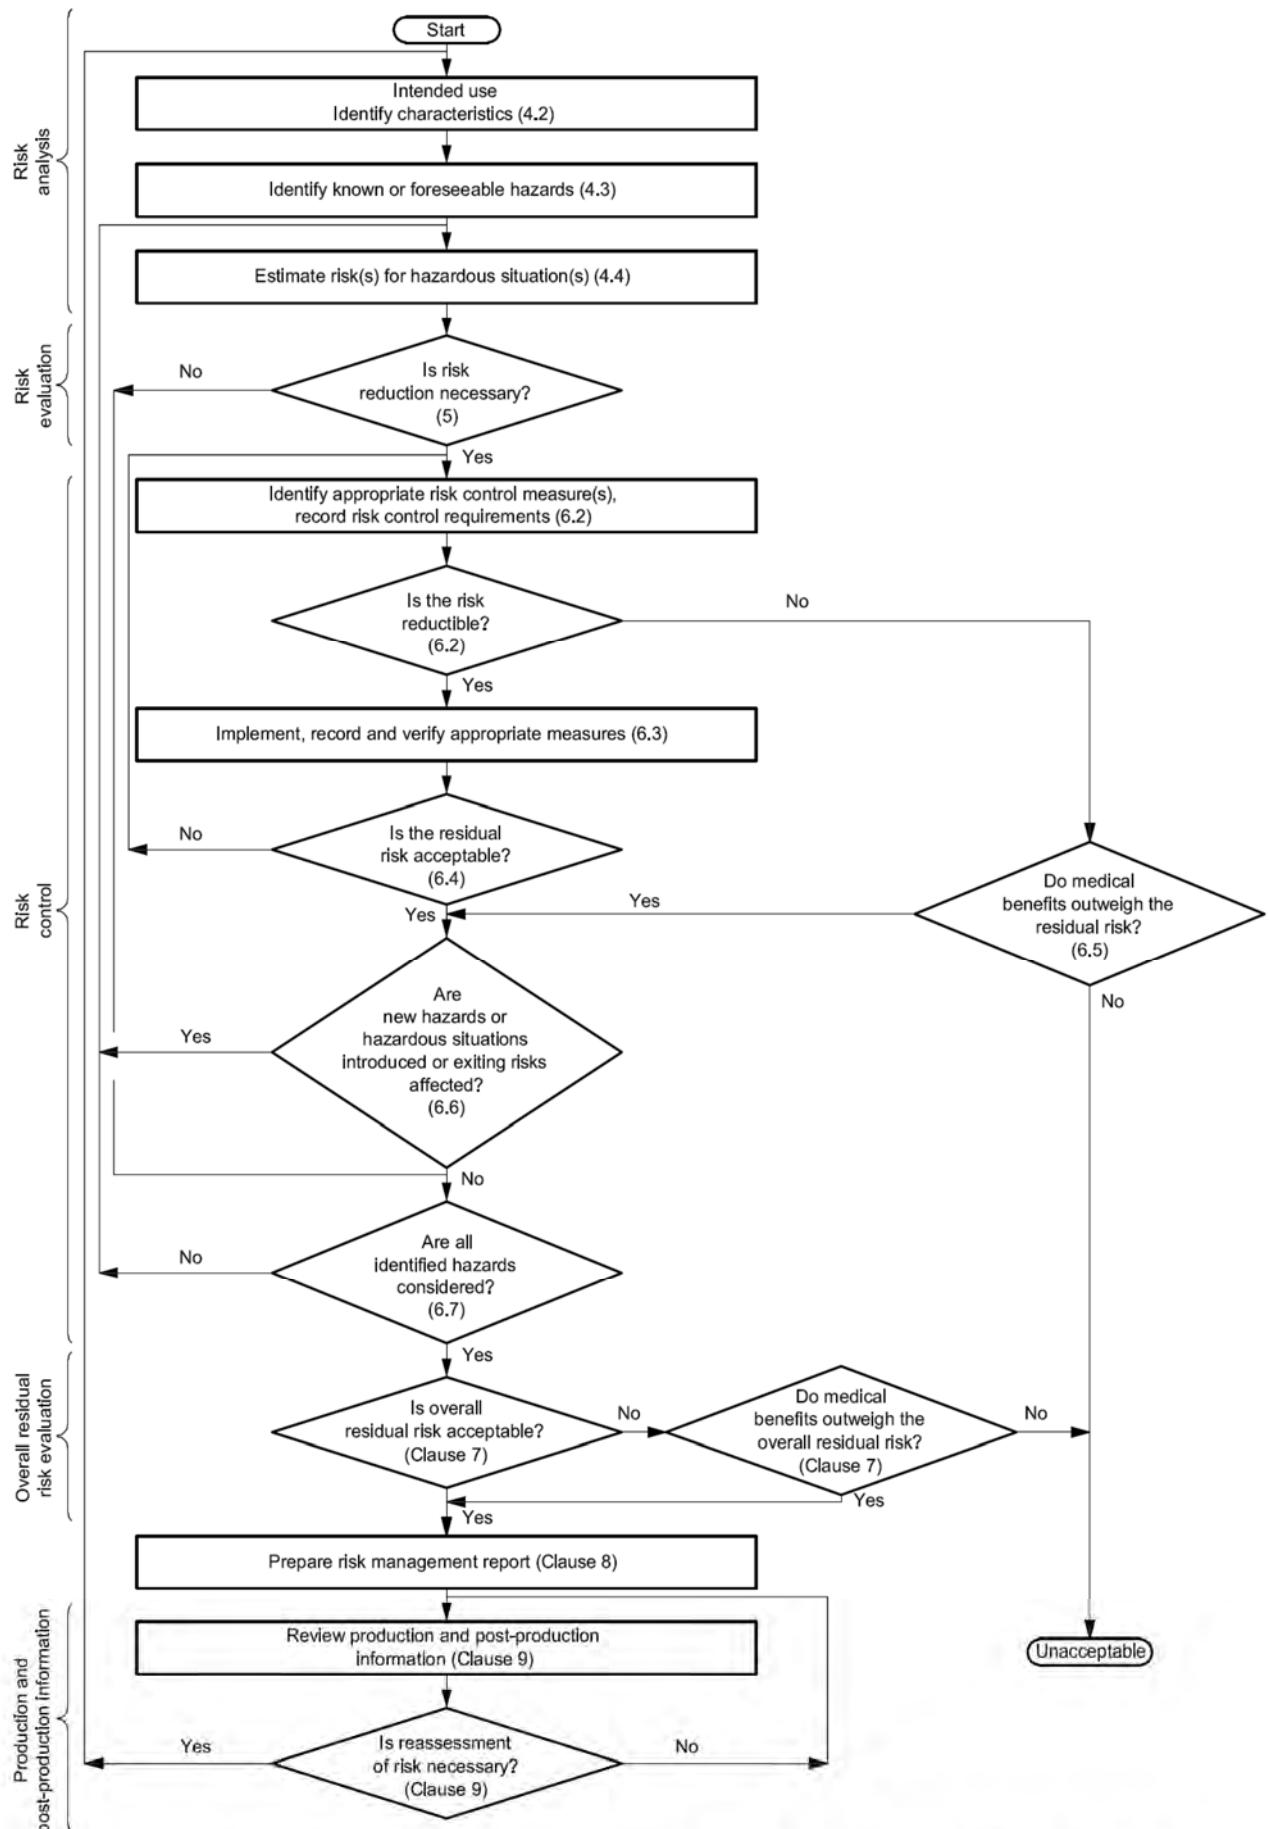 Start
Intended use
Identify characteristics (4.2)
Risk
analysis
Identify known or foreseeable hazards (4.3)
Estimate risk(s) for hazardous situation(s) (4.4)
Risk
evaluation
No
Is risk
reduction necessary?
(5)
Yes
Identify appropriate risk control measure(s),
record risk control requirements (6.2)
Is the risk
reductible?
(6.2)
No
Yes
Implement, record and verify appropriate measures (6.3)
No
Is the residual
risk acceptable?
(6.4)
Risk
control
Yes
Yes
Do medical
benefits outweigh the
residual risk?
(6.5)
No
Yes
Are
new hazards or
hazardous situations
introduced or exiting risks
affected?
(6.6)
No
No
Are all
identified hazards
considered?
(6.7)
Yes
Overall residual
risk evaluation
Is overall
residual risk acceptable?
(Clause 7)
No
Do medical
benefits outweigh the
overall residual risk?
(Clause 7)
No
Yes
Yes
Prepare risk management report (Clause 8)
Production and
post-production information
Review production and post-production
information (Clause 9)
Unacceptable
Yes
Is reassessment
of risk necessary?
(Clause 9)
No